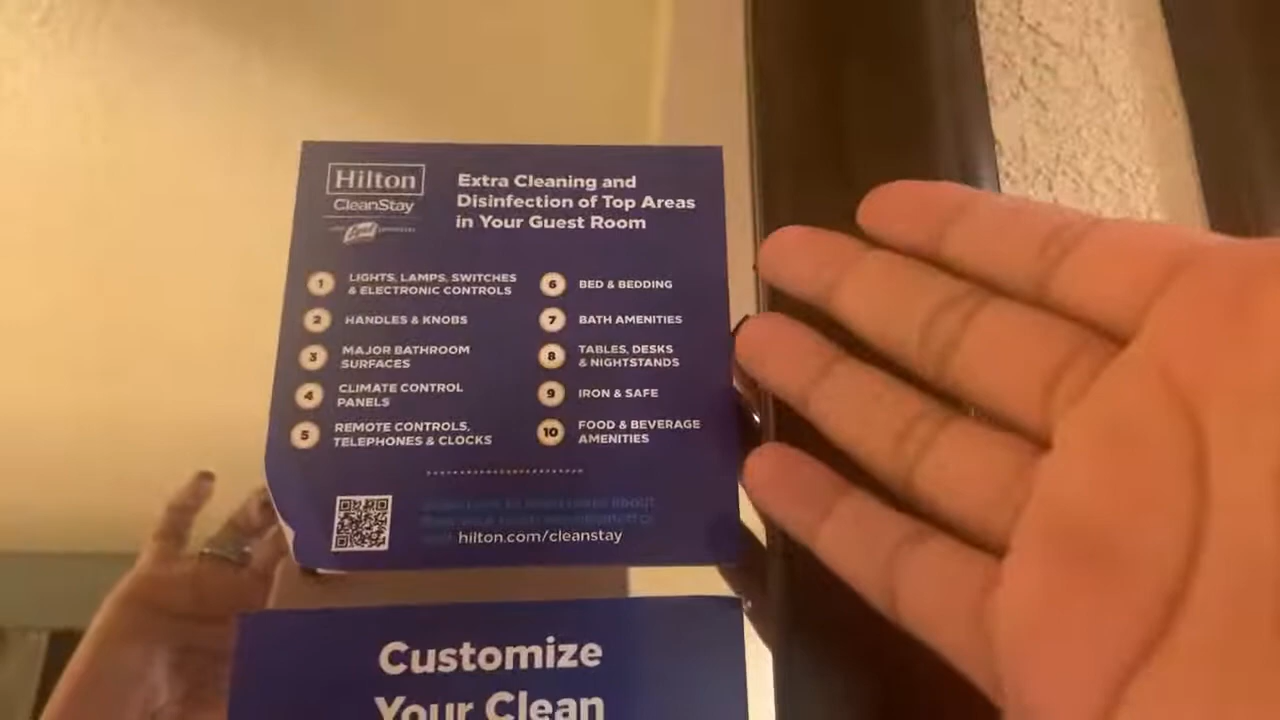 Hilton
CleanStay
Extra Cleaning and
Disinfection of Top Areas
in Your Guest Room
1 LIGHTS, LAMPS, SWITCHES
& ELECTRONIC CONTROLS
2 HANDLES & KNOBS
3 MAJOR BATHROOM
SURFACES
4 CLIMATE CONTROL
PANELS
5 REMOTE CONTROLS,
TELEPHONES & CLOCKS
6 BED & BEDDING
7 BATH AMENITIES
8 TABLES, DESKS
& NIGHTSTANDS
9 IRON & SAFE
10 FOOD & BEVERAGE
AMENITIES
hilton.com/cleanstay
Customize
Your Clean